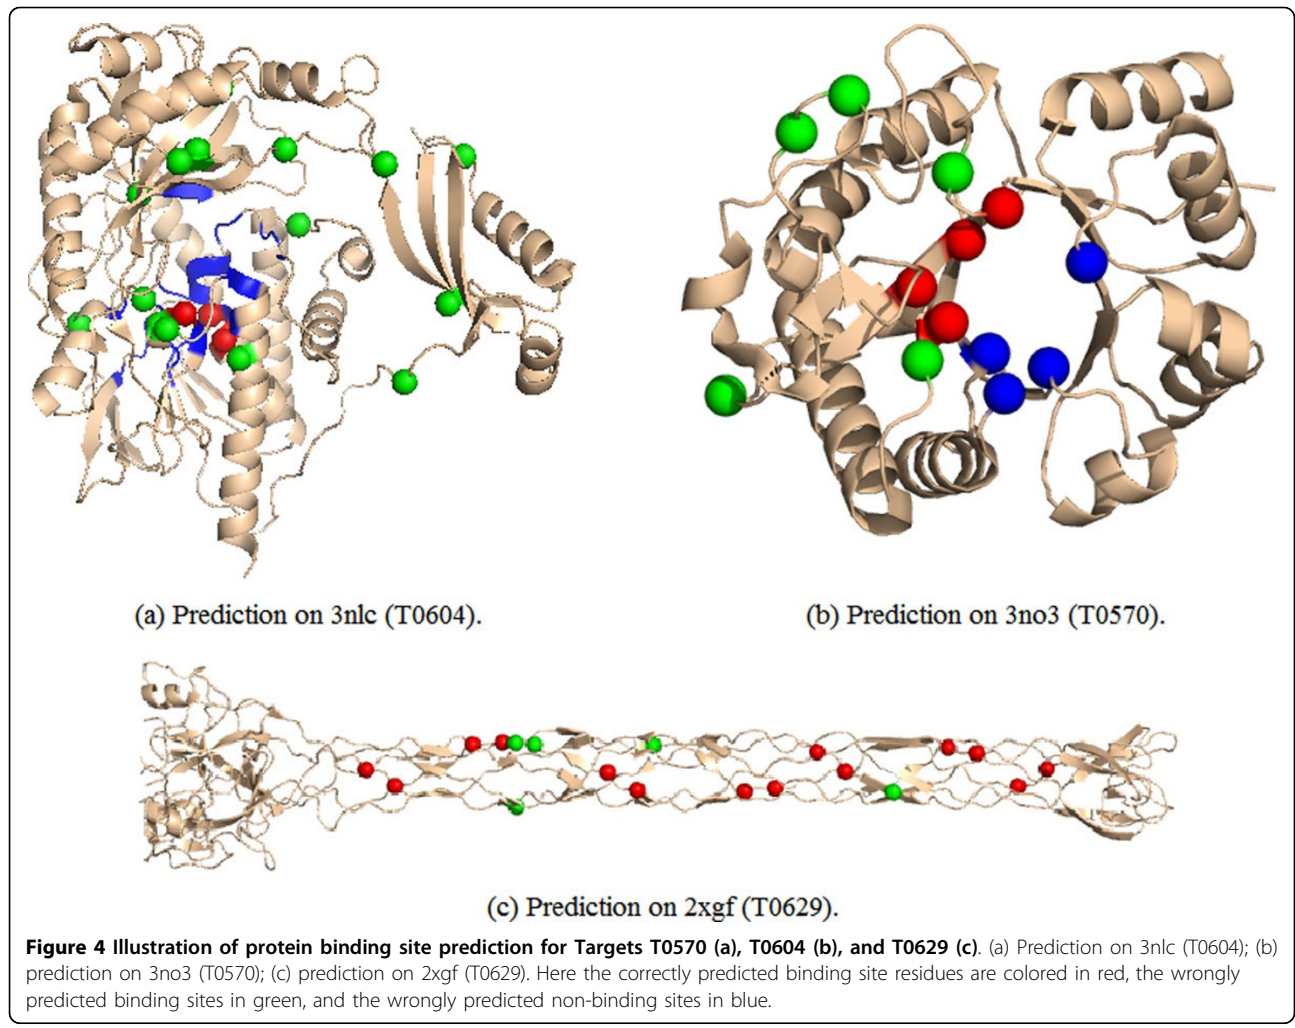 (a) Prediction on 3nlc (T0604).
(b) Prediction on 3no3 (T0570).
(c) Prediction on 2xgf (T0629).
Figure 4 Illustration of protein binding site prediction for Targets T0570 (a), T0604 (b), and T0629 (c). (a) Prediction on 3nlc (T0604); (b)
prediction on 3no3 (T0570); (c) prediction on 2xgf (T0629). Here the correctly predicted binding site residues are colored in red, the wrongly
predicted binding sites in green, and the wrongly predicted non-binding sites in blue.